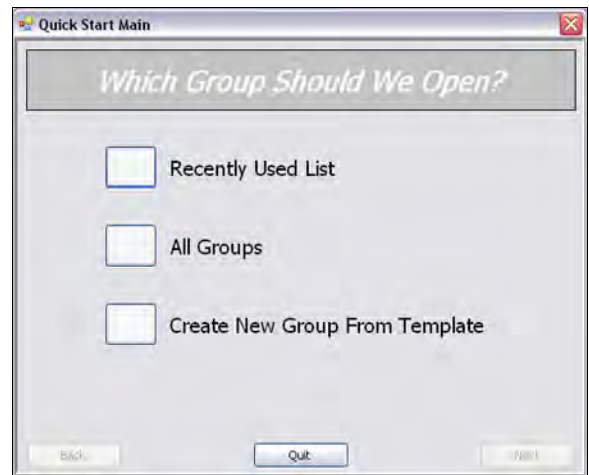 Quick Start Main
Which Group Should We Open?
Recently Used List
All Groups
Create New Group From Template
Back Quit Next